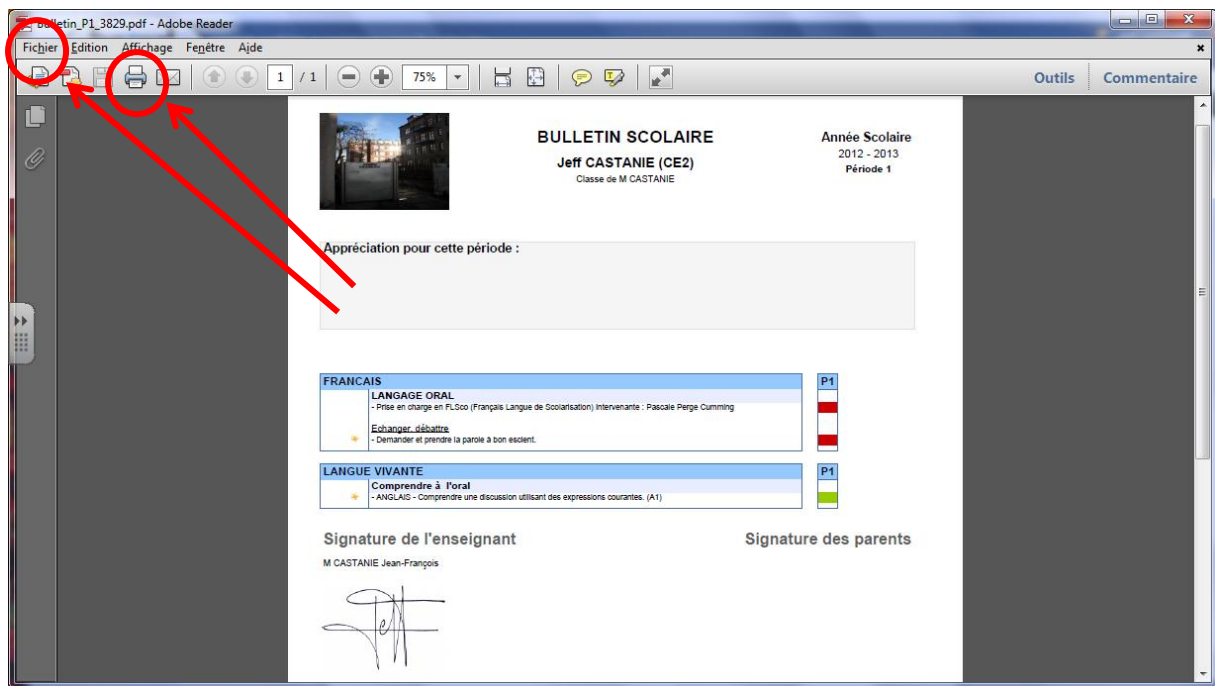 Bulletin_P1_3829.pdf - Adobe Reader
Fichier Edition Affichage Fenêtre Aide
1 / 1 75% Outils Commentaire
BULLETIN SCOLAIRE
Jeff CASTANIE (CE2)
Classe de M CASTANIE
Année Scolaire
2012 - 2013
Période 1
Appréciation pour cette période :
FRANCAIS P1
LANGAGE ORAL
- Prise en charge en FLSco (Français Langue de Scolarisation) Intervenante : Pascale Perge Cumming
Echanger, débattre
- Demander et prendre la parole à bon escient.
LANGUE VIVANTE P1
Comprendre à l'oral
- ANGLAIS - Comprendre une discussion utilisant des expressions courantes. (A1)
Signature de l'enseignant Signature des parents
M CASTANIE Jean-François
Jeff